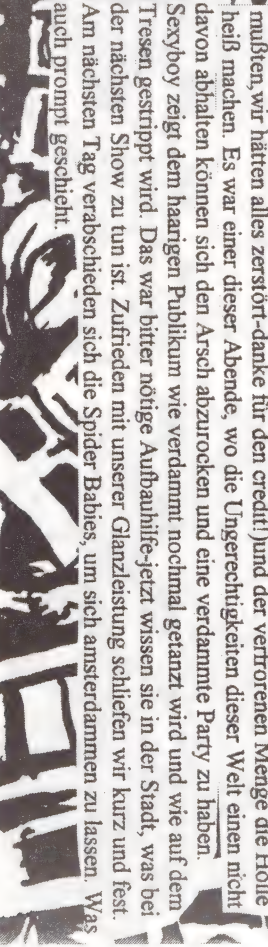 mußten,wir hätten alles zerstört-danke für den credit!)und der verfrorenen Menge die Hölle
heiß machen. Es war einer dieser Abende, wo die Ungerechtigkeiten dieser Welt einen nicht
davon abhalten können sich den Arsch abzurocken und eine verdammte Party zu haben.
Sexyboy zeigt dem haarigen Publikum wie verdammt nochmal getanzt wird und wie auf dem
Tresen gestrippt wird. Das war bitter nötige Aufbauhilfe-jetzt wissen sie in der Stadt, was bei
der nächsten Show zu tun ist. Zufrieden mit unserer Glanzleistung schliefen wir kurz und fest.
Am nächsten Tag verabschieden sich die Spider Babies, um sich amsterdammen zu lassen. Was
auch prompt geschieht.